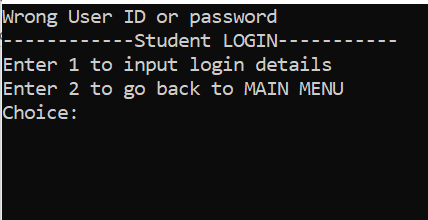 Wrong User ID or password
------------Student LOGIN-----------
Enter 1 to input login details
Enter 2 to go back to MAIN MENU
Choice: